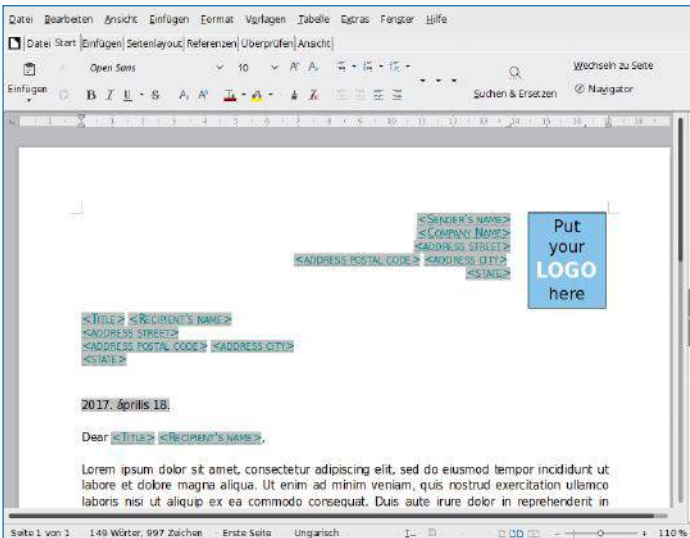 Datei Bearbeiten Ansicht Einfügen Format Vorlagen Tabelle Extras Fenster Hilfe
Datei Start Einfügen Seitenlayout Referenzen Überprüfen Ansicht
Open Sans 10 Wechseln zu Seite
Einfügen B I U S Suchen & Ersetzen Navigator
<SENDER'S NAME>
<COMPANY NAME>
<ADDRESS STREET>
<ADDRESS POSTAL CODE> <ADDRESS CITY>
<STATE>
Put
your
LOGO
here
<TITLE> <RECIPIENT'S NAME>
<ADDRESS STREET>
<ADDRESS POSTAL CODE> <ADDRESS CITY>
<STATE>
2017. április 18.
Dear <TITLE> <RECIPIENT'S NAME>,
Lorem ipsum dolor sit amet, consectetur adipiscing elit, sed do eiusmod tempor incididunt ut
labore et dolore magna aliqua. Ut enim ad minim veniam, quis nostrud exercitation ullamco
laboris nisi ut aliquip ex ea commodo consequat. Duis aute irure dolor in reprehenderit in
Seite 1 von 1 149 Wörter, 997 Zeichen Erste Seite Ungarisch 110 %